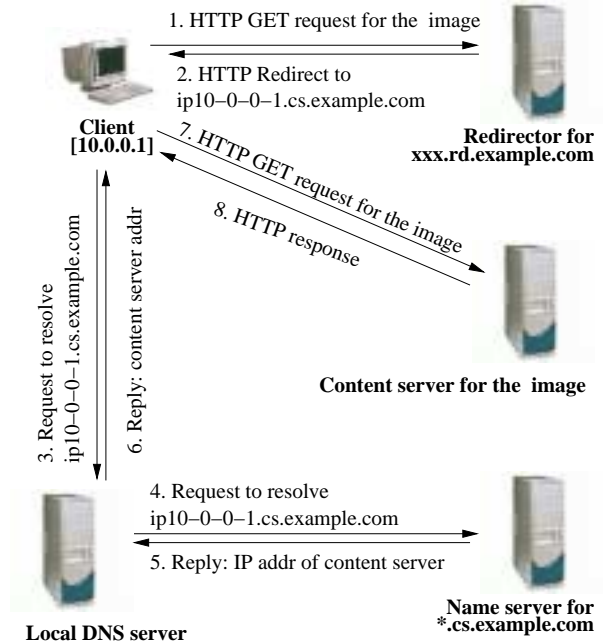 1. HTTP GET request for the image
2. HTTP Redirect to
ip10–0–0–1.cs.example.com
Client
[10.0.0.1]
Redirector for
xxx.rd.example.com
7. HTTP GET request for the image
8. HTTP response
3. Request to resolve
ip10–0–0–1.cs.example.com
6. Reply: content server addr
Content server for the image
4. Request to resolve
ip10–0–0–1.cs.example.com
5. Reply: IP addr of content server
Local DNS server
Name server for
*.cs.example.com